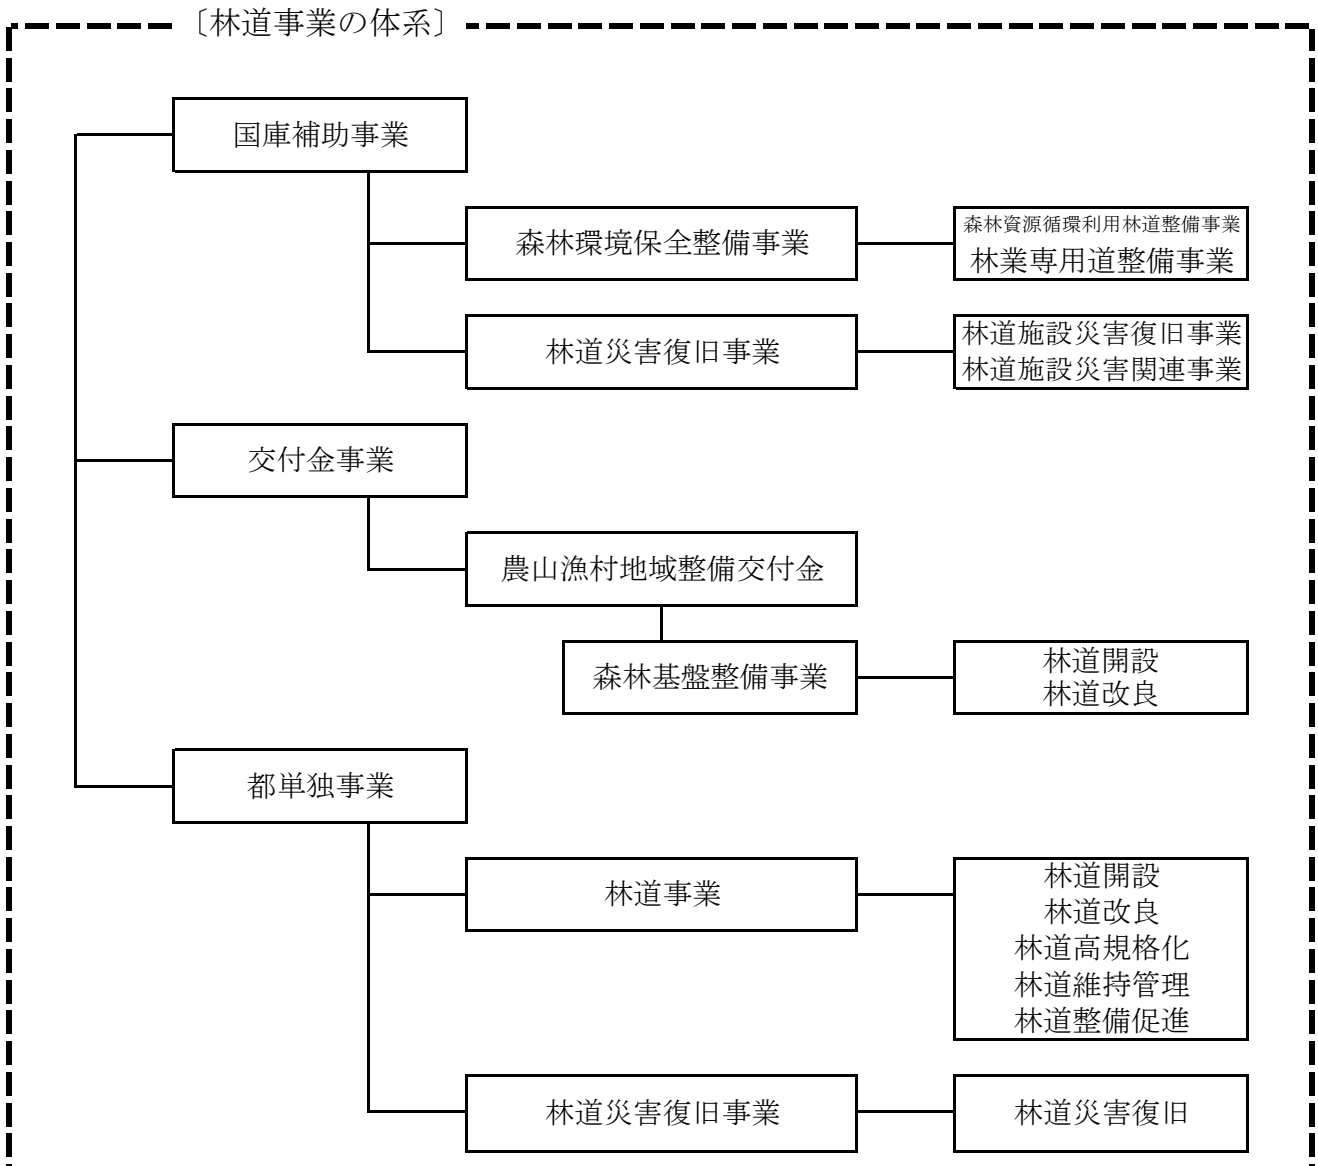 〔林道事業の体系〕
国庫補助事業
森林環境保全整備事業
森林資源循環利用林道整備事業
林業専用道整備事業
林道災害復旧事業
林道施設災害復旧事業
林道施設災害関連事業
交付金事業
農山漁村地域整備交付金
森林基盤整備事業
林道開設
林道改良
都単独事業
林道事業
林道開設
林道改良
林道高規格化
林道維持管理
林道整備促進
林道災害復旧事業
林道災害復旧